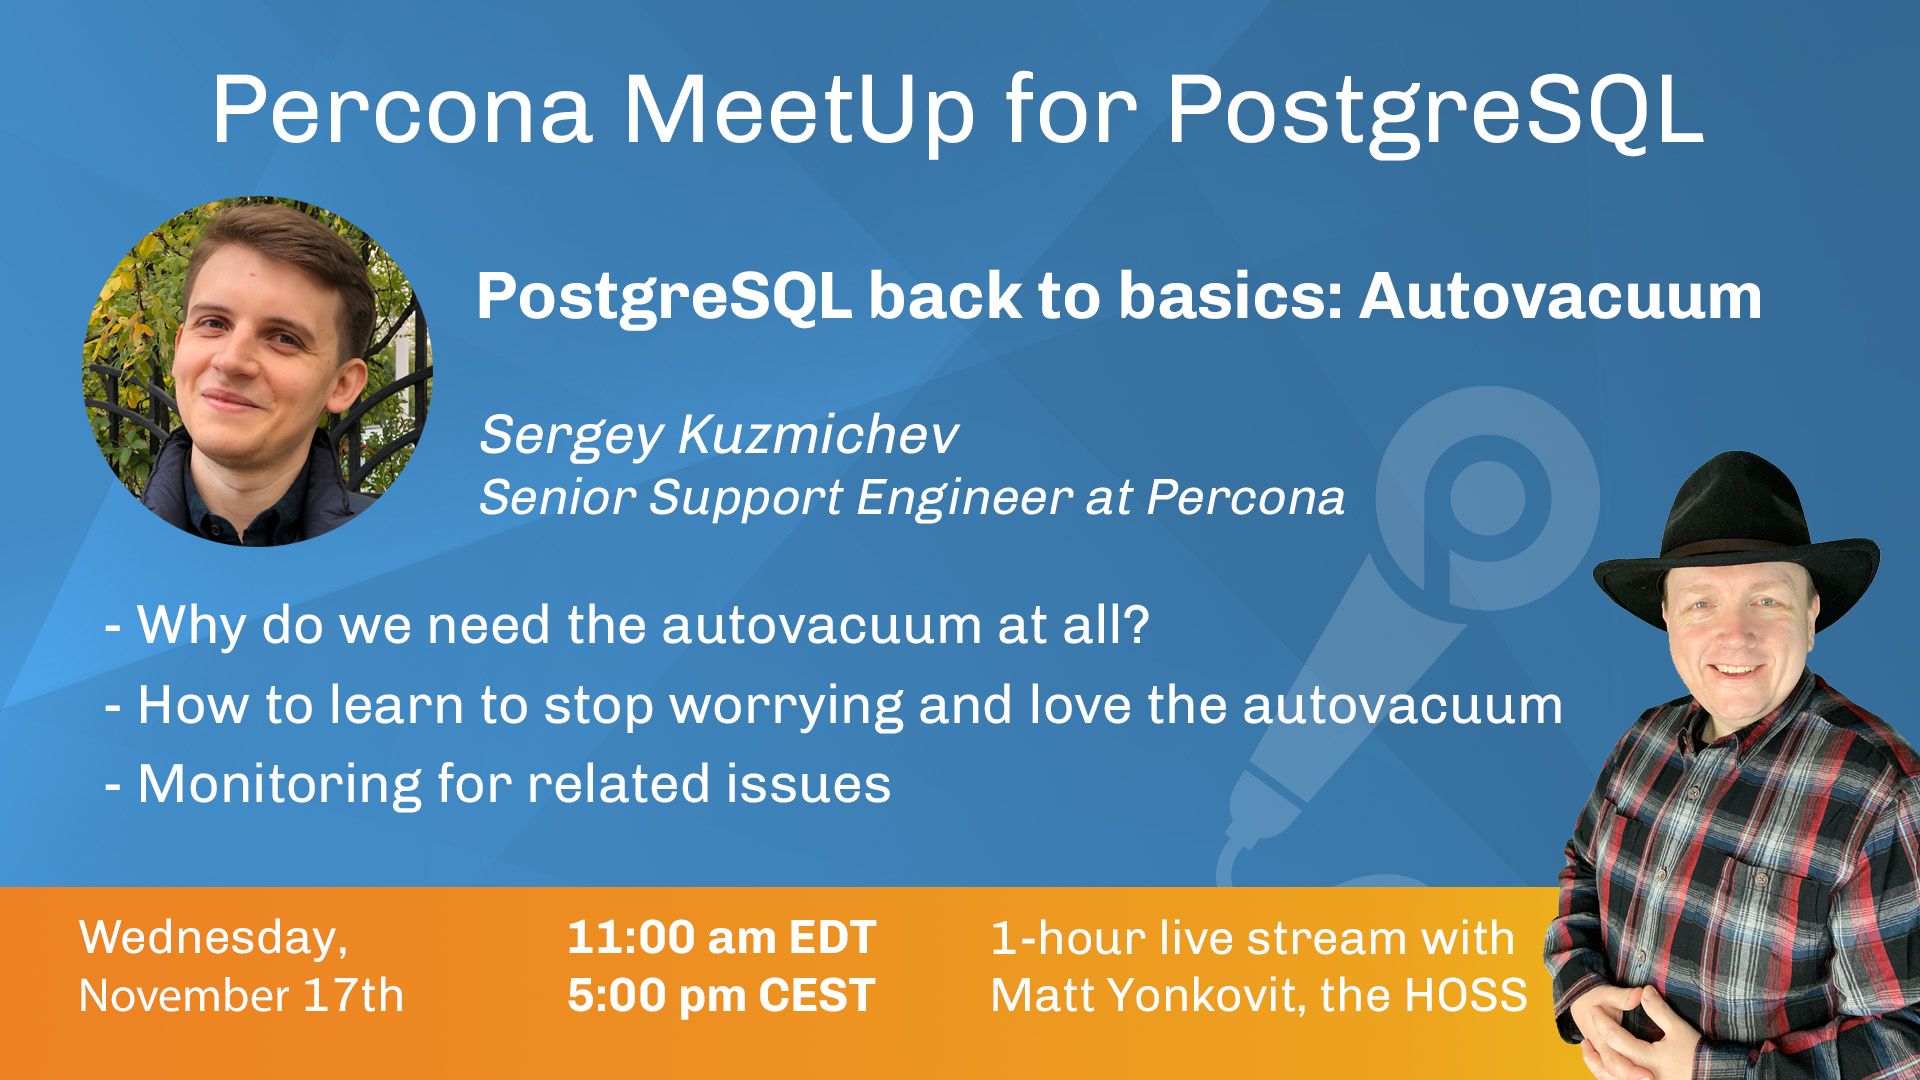 Percona MeetUp for PostgreSQL
PostgreSQL back to basics: Autovacuum
Sergey Kuzmichev
Senior Support Engineer at Percona
- Why do we need the autovacuum at all?
- How to learn to stop worrying and love the autovacuum
- Monitoring for related issues
Wednesday,
November 17th
11:00 am EDT
5:00 pm CEST
1-hour live stream with
Matt Yonkovit, the HOSS